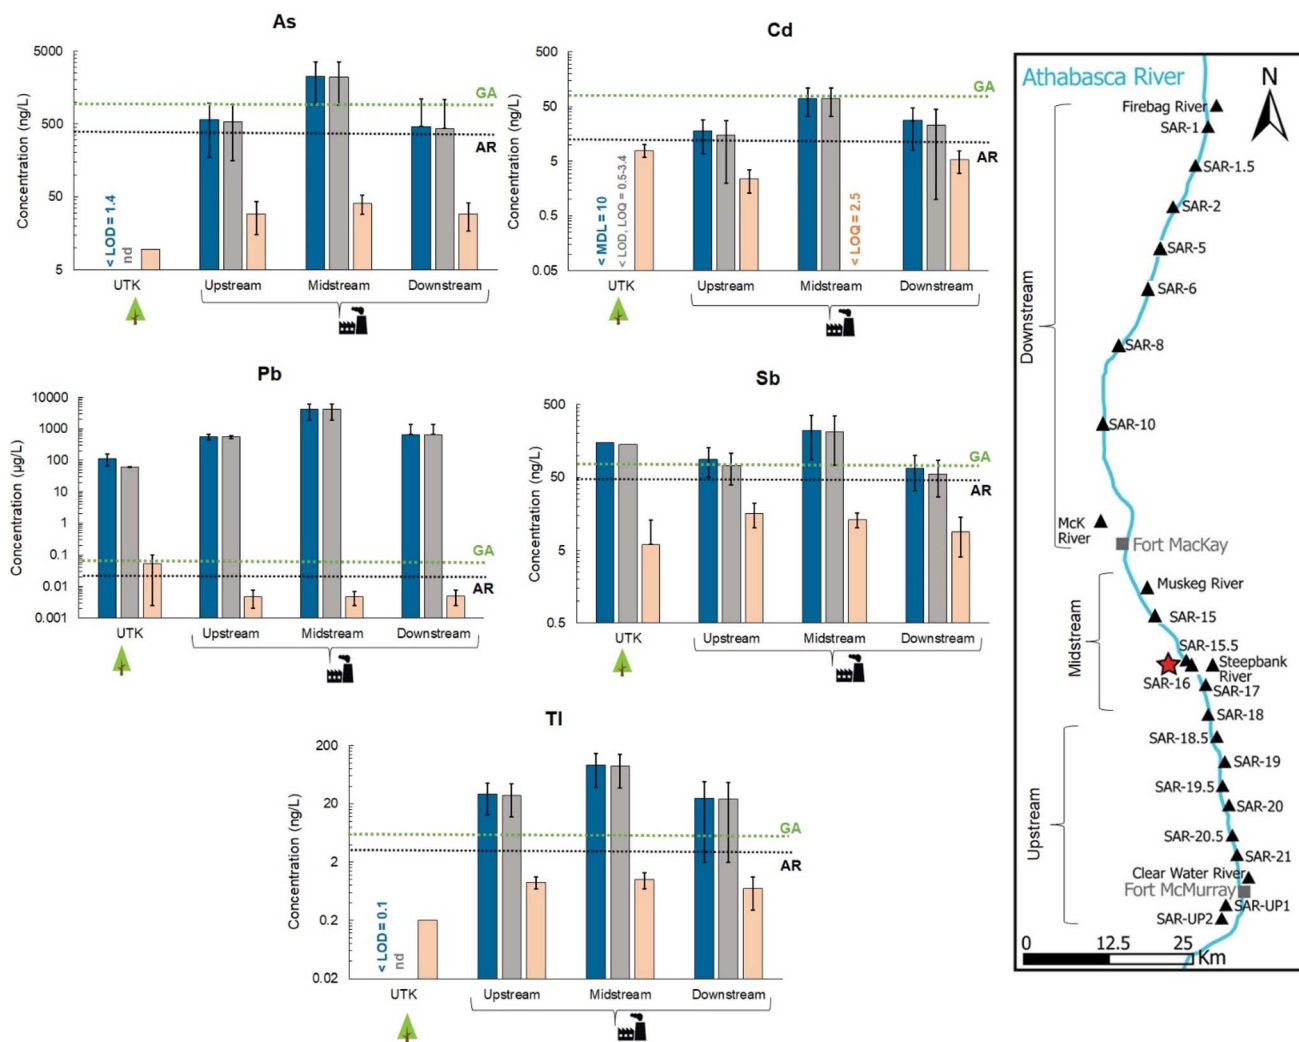 As
Concentration (ng/L)
5000
500
50
5
GA
AR
< LOD = 1.4
nd
UTK
Upstream
Midstream
Downstream
Cd
Concentration (ng/L)
500
50
5
0.5
0.05
GA
AR
< MDL = 10
< LOD, LOQ = 0.5-3.4
< LOQ = 2.5
UTK
Upstream
Midstream
Downstream
Pb
Concentration (µg/L)
10000
1000
100
10
1
0.1
0.01
0.001
GA
AR
UTK
Upstream
Midstream
Downstream
Sb
Concentration (ng/L)
500
50
5
0.5
GA
AR
UTK
Upstream
Midstream
Downstream
Tl
Concentration (ng/L)
200
20
2
0.2
0.02
GA
AR
< LOD = 0.1
nd
UTK
Upstream
Midstream
Downstream
Athabasca River
N
Downstream
Firebag River
SAR-1
SAR-1.5
SAR-2
SAR-5
SAR-6
SAR-8
SAR-10
McK
River
Fort MacKay
Midstream
Muskeg River
SAR-15
SAR-15.5
Steepbank
River
SAR-16
SAR-17
SAR-18
Upstream
SAR-18.5
SAR-19
SAR-19.5
SAR-20
SAR-20.5
SAR-21
Clear Water River
Fort McMurray
SAR-UP1
SAR-UP2
0
12.5
25
Km